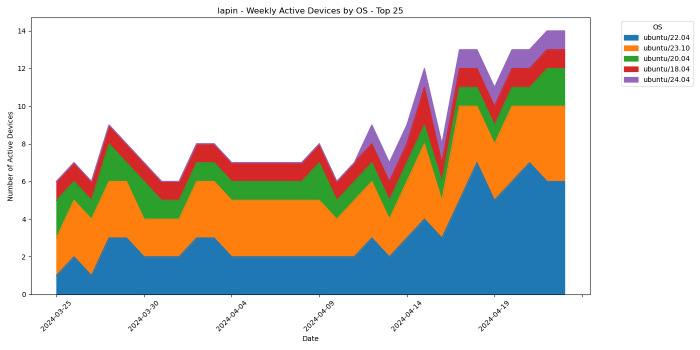 lapin - Weekly Active Devices by OS - Top 25
Number of Active Devices
14
12
10
8
6
4
2
0
2024-03-25
2024-03-30
2024-04-04
2024-04-09
2024-04-14
2024-04-19
Date
OS
ubuntu/22.04
ubuntu/23.10
ubuntu/20.04
ubuntu/18.04
ubuntu/24.04